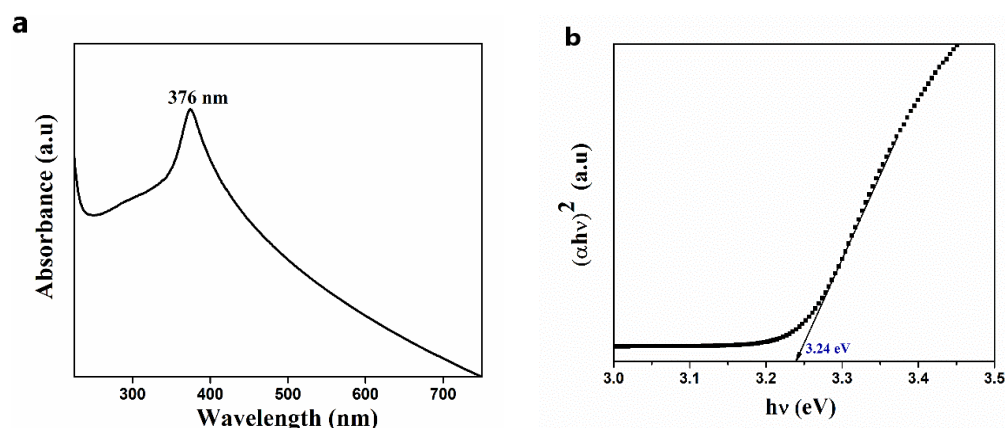 a
376 nm
Absorbance (a.u)
300 400 500 600 700
Wavelength (nm)
b
(αhν)² (a.u)
3.24 eV
3.0 3.1 3.2 3.3 3.4 3.5
hν (eV)